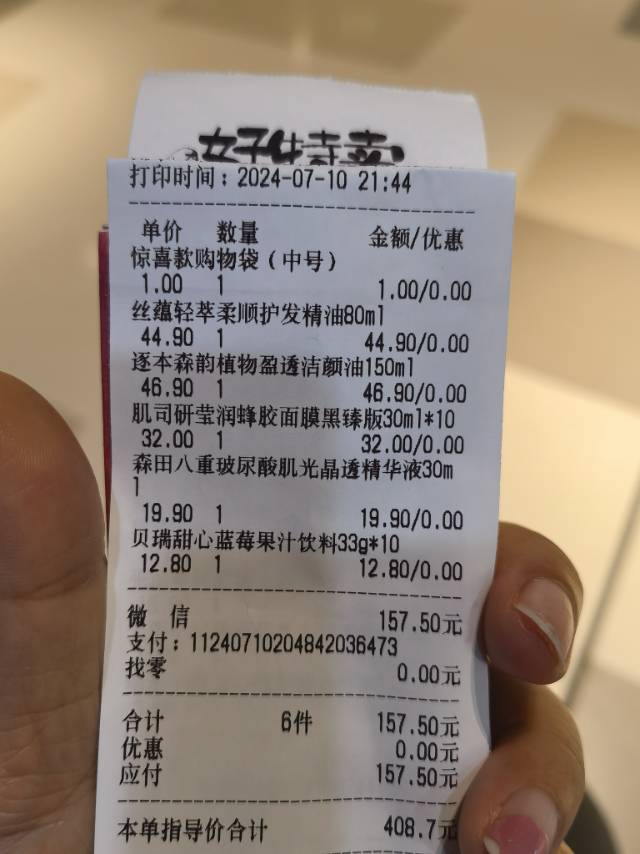 好特卖
打印时间：2024-07-10 21:44
单价 数量 金额/优惠
惊喜款购物袋（中号）
1.00 1 1.00/0.00
丝蕴轻萃柔顺护发精油80ml
44.90 1 44.90/0.00
逐本森韵植物盈透洁颜油150ml
46.90 1 46.90/0.00
肌司研莹润蜂胶面膜黑臻版30ml*10
32.00 1 32.00/0.00
森田八重玻尿酸肌光晶透精华液30m
l
19.90 1 19.90/0.00
贝瑞甜心蓝莓果汁饮料33g*10
12.80 1 12.80/0.00
微 信 157.50元
支付：11240710204842036473
找零 0.00元
合计 6件 157.50元
优惠 0.00元
应付 157.50元
本单指导价合计 408.7元